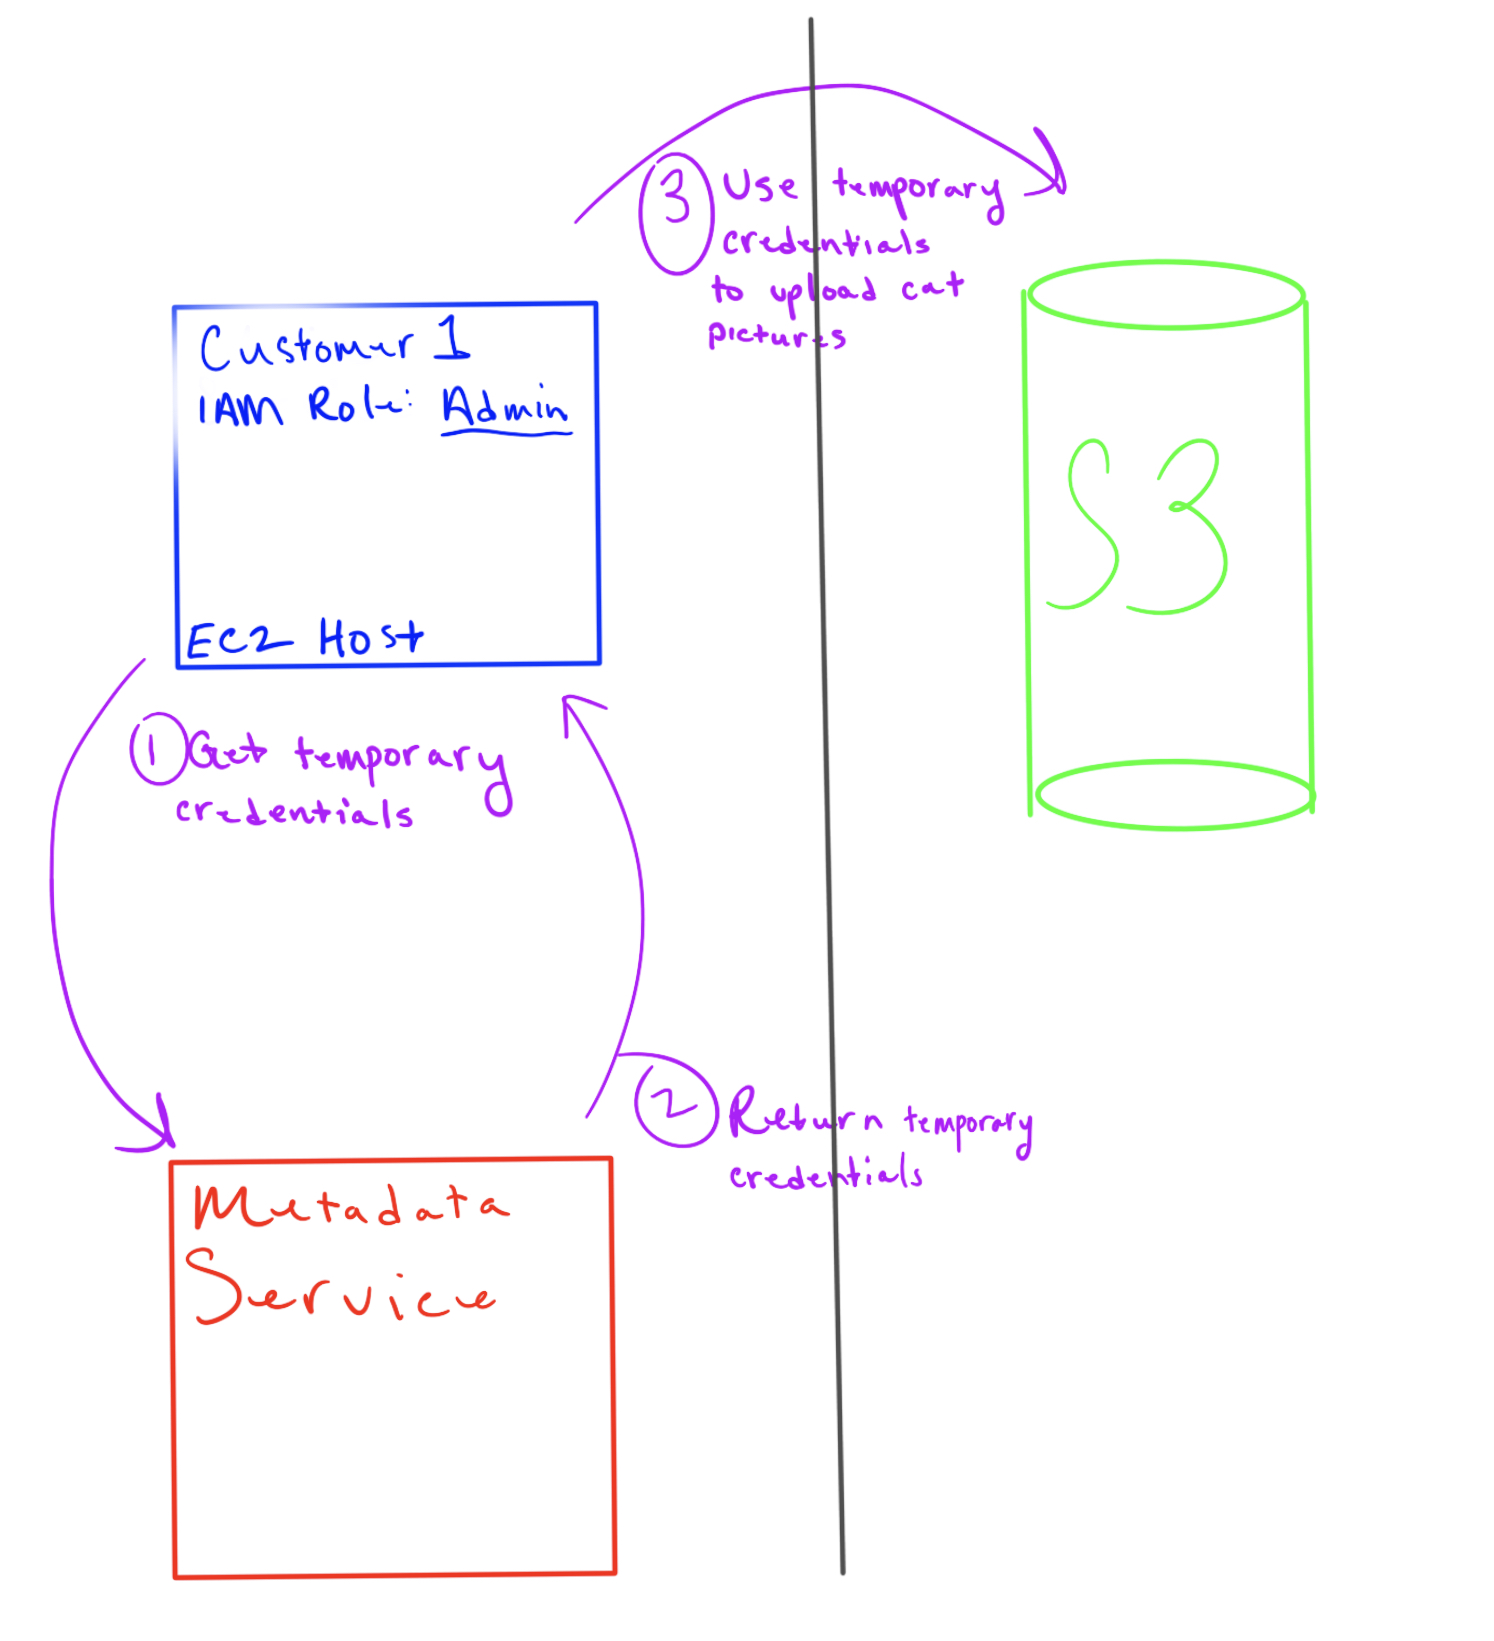 3 Use temporary
credentials
to upload cat
pictures
Customer 1
IAM Role: Admin
EC2 Host
S3
1 Get temporary
credentials
2 Return temporary
credentials
Metadata
Service